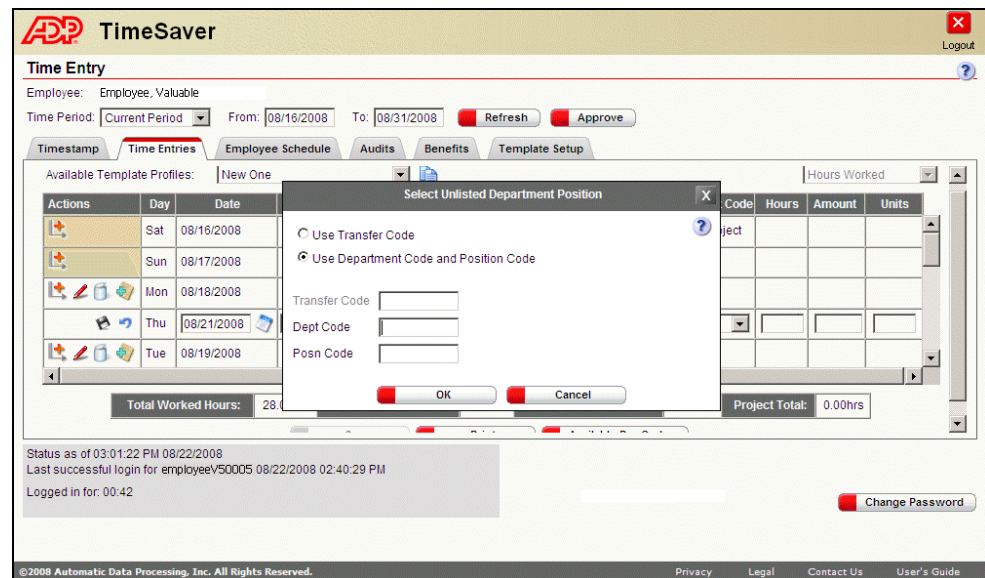 ADP TimeSaver
Logout
Time Entry
Employee: Employee, Valuable
Time Period: Current Period From: 08/16/2008 To: 08/31/2008 Refresh Approve
Timestamp Time Entries Employee Schedule Audits Benefits Template Setup
Available Template Profiles: New One Hours Worked
Select Unlisted Department Position X
Actions Day Date Code Hours Amount Units
Sat 08/16/2008
Use Transfer Code
Sun 08/17/2008
Use Department Code and Position Code
Mon 08/18/2008
Transfer Code
Thu 08/21/2008
Dept Code
Tue 08/19/2008
Posn Code
OK Cancel
Total Worked Hours: 28. Project Total: 0.00hrs
Status as of 03:01:22 PM 08/22/2008
Last successful login for employeeV50005 08/22/2008 02:40:29 PM
Logged in for: 00:42
Change Password
©2008 Automatic Data Processing, Inc. All Rights Reserved. Privacy Legal Contact Us User's Guide